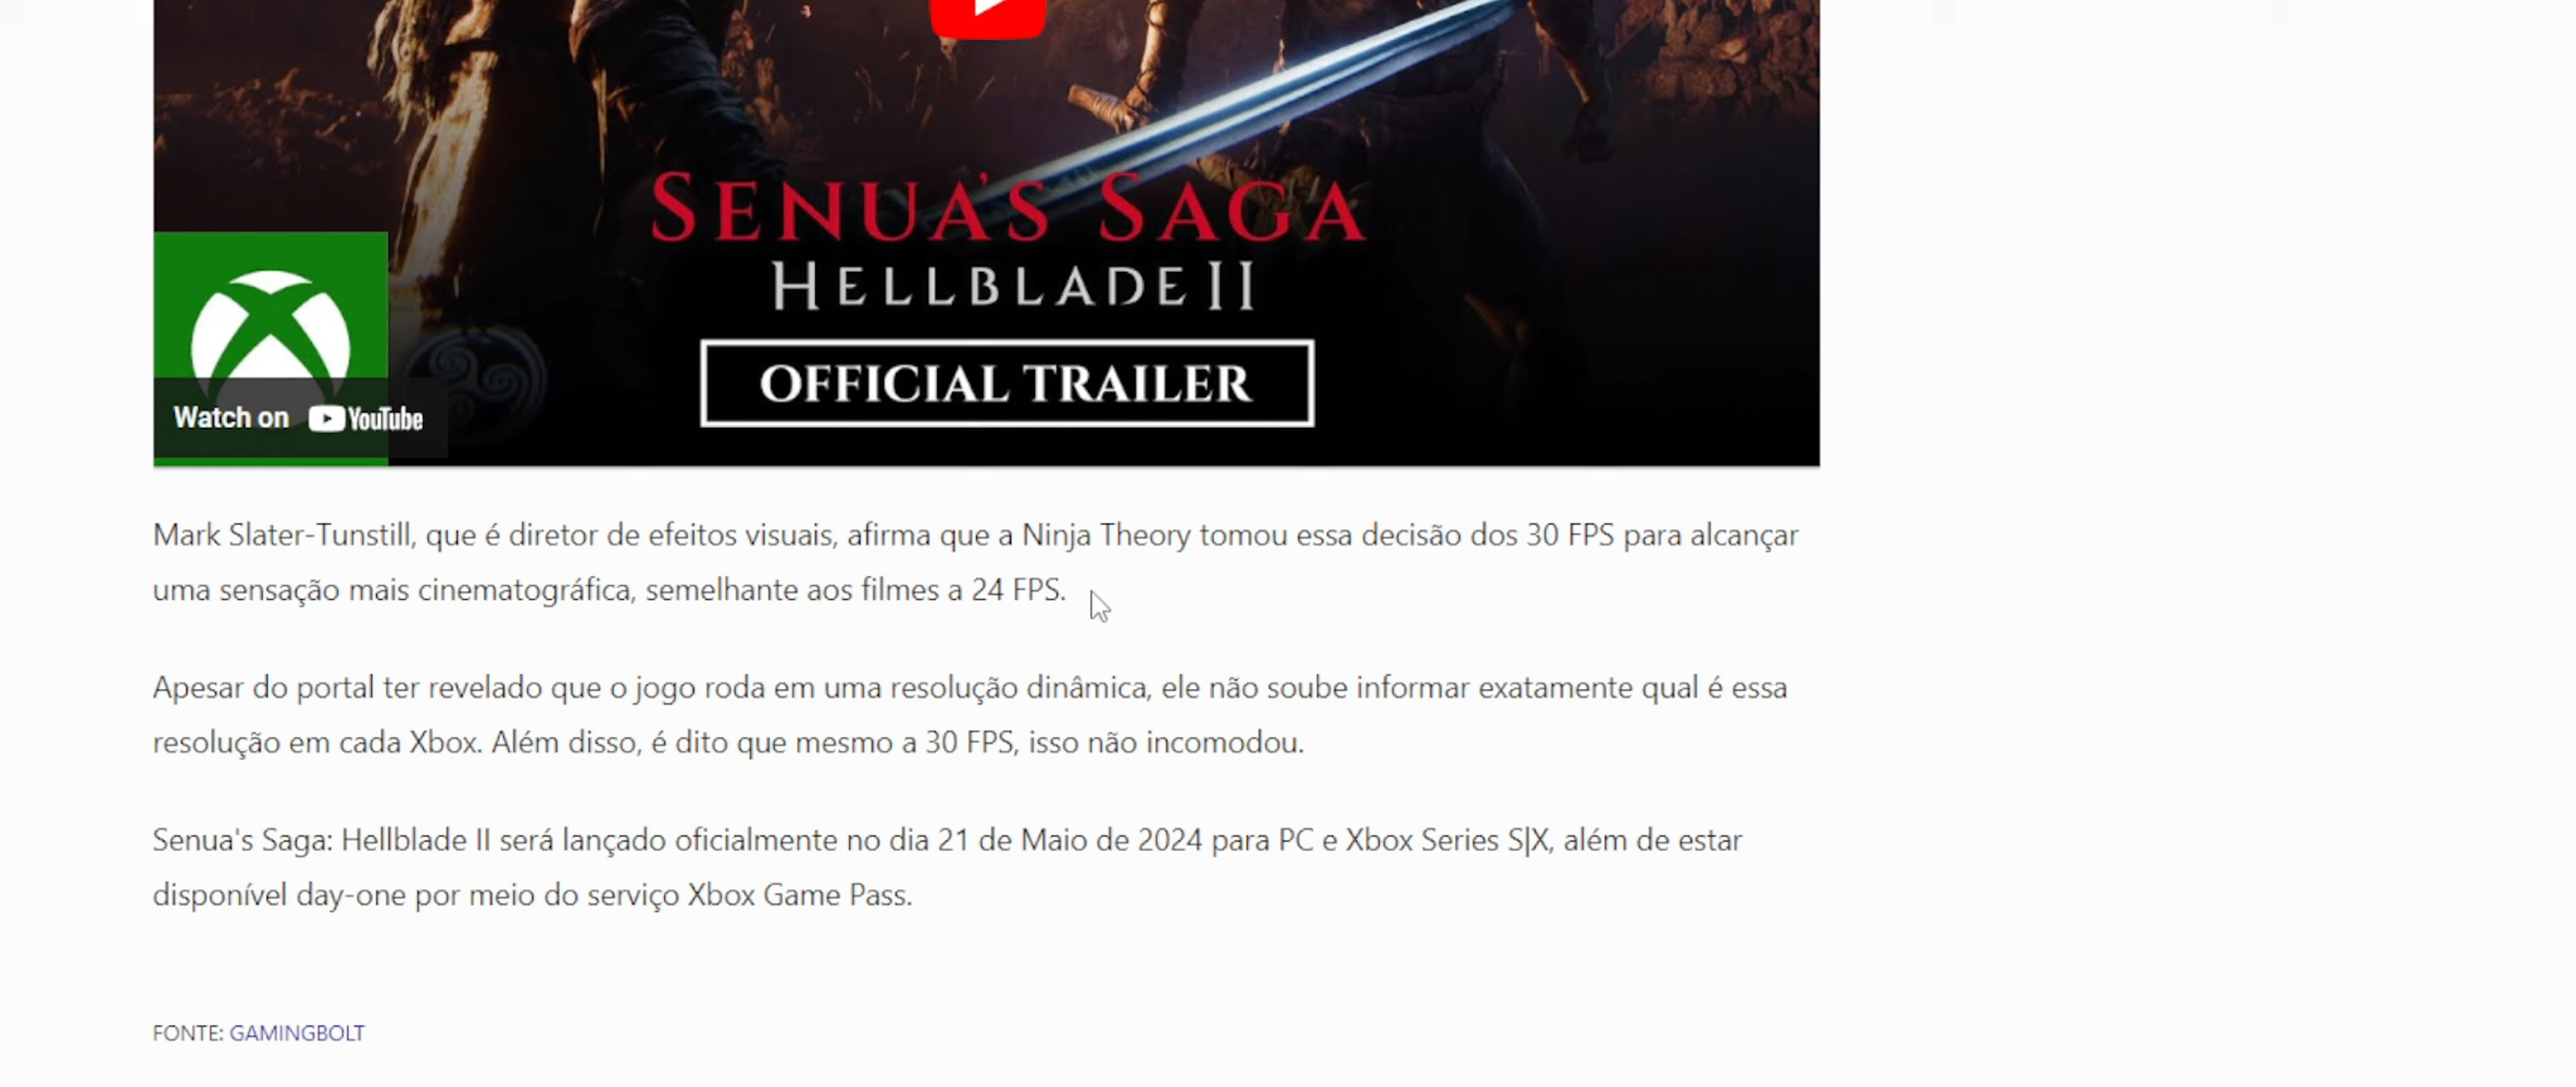 SENUA'S SAGA
HELLBLADE II
OFFICIAL TRAILER
Watch on YouTube
Mark Slater-Tunstill, que é diretor de efeitos visuais, afirma que a Ninja Theory tomou essa decisão dos 30 FPS para alcançar
uma sensação mais cinematográfica, semelhante aos filmes a 24 FPS.
Apesar do portal ter revelado que o jogo roda em uma resolução dinâmica, ele não soube informar exatamente qual é essa
resolução em cada Xbox. Além disso, é dito que mesmo a 30 FPS, isso não incomodou.
Senua's Saga: Hellblade II será lançado oficialmente no dia 21 de Maio de 2024 para PC e Xbox Series S|X, além de estar
disponível day-one por meio do serviço Xbox Game Pass.
FONTE: GAMINGBOLT